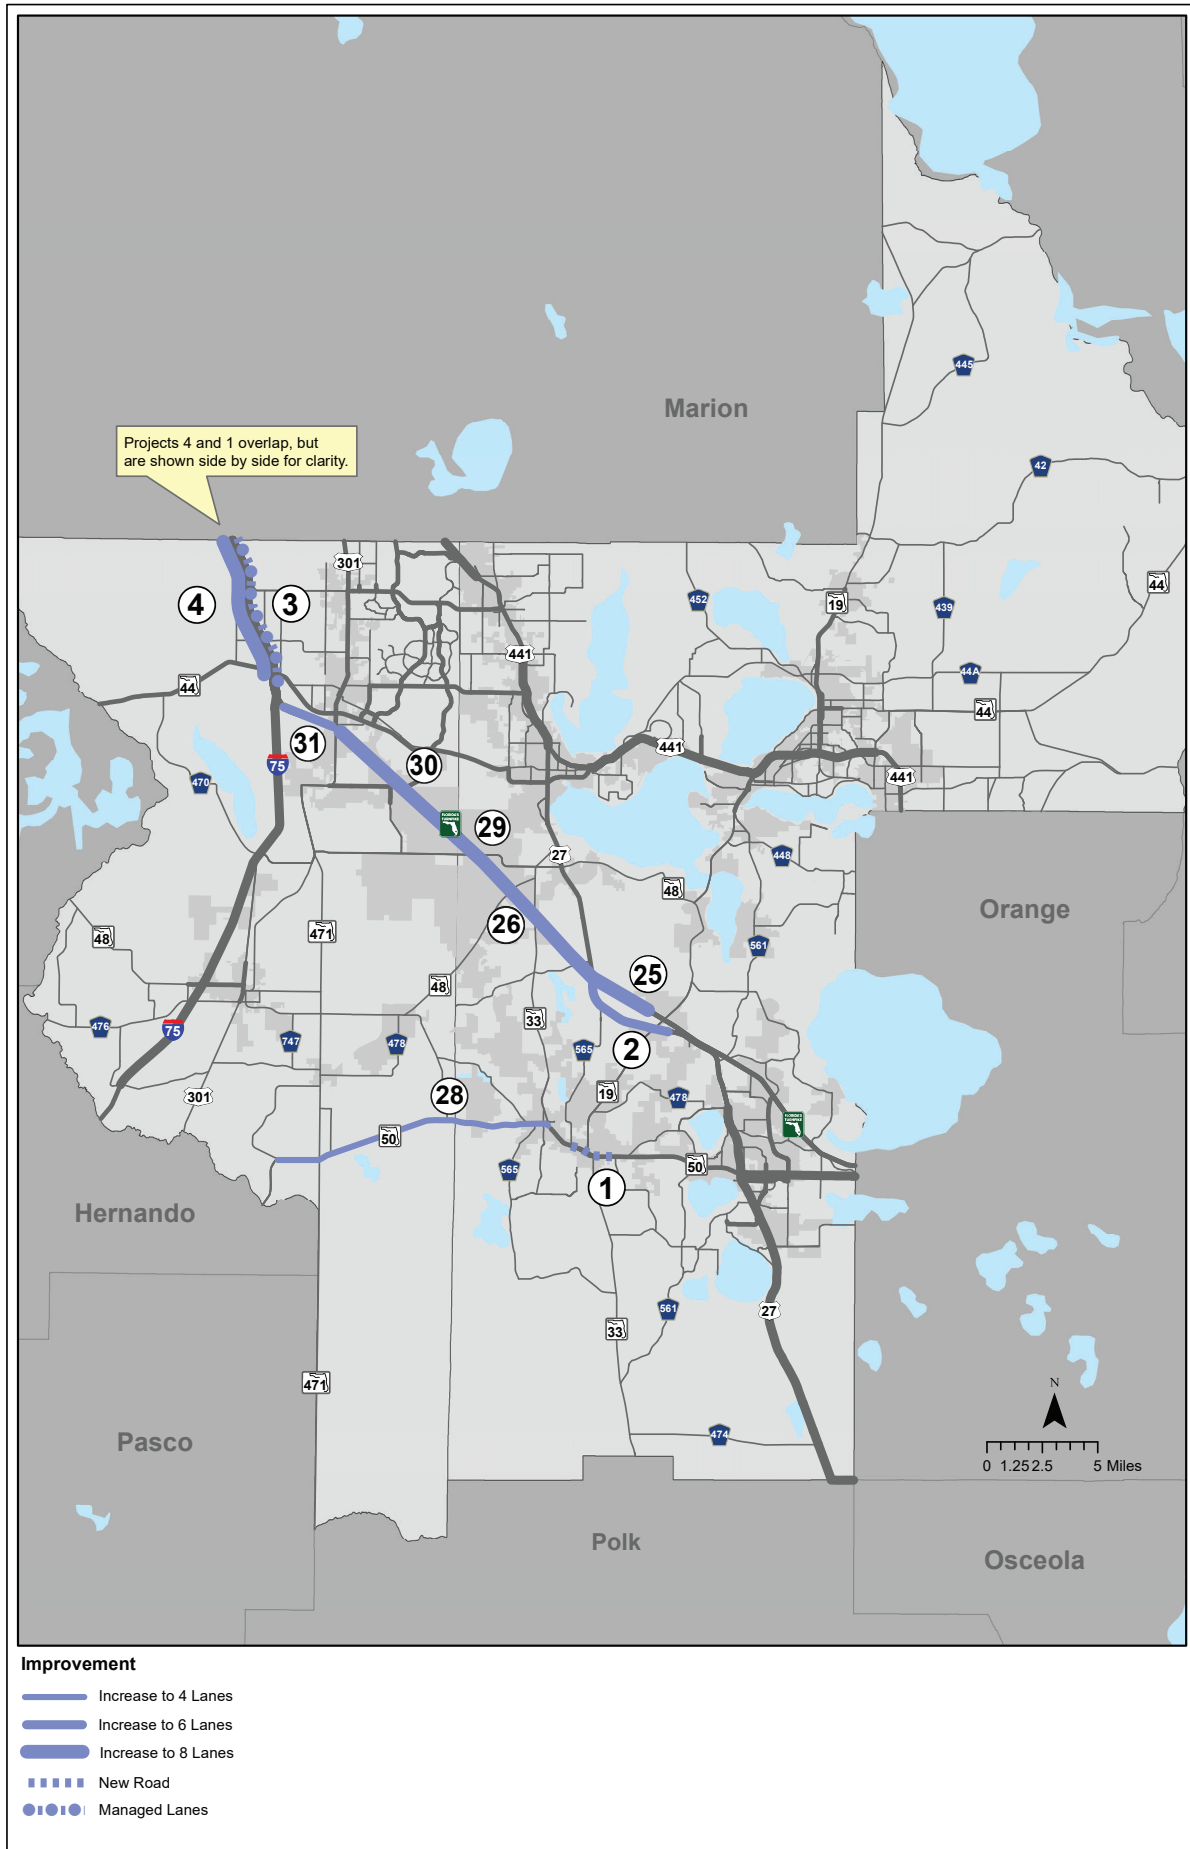 Marion
445
42
Projects 4 and 1 overlap, but
are shown side by side for clarity.
301
4
3
452
19
439
44
441
44A
44
44
31
30
75
470
441
441
FLORIDA'S
TURNPIKE
29
27
448
48
26
Orange
48
471
561
25
48
33
476
75
747
478
565
2
301
28
19
478
FLORIDA'S
TURNPIKE
50
565
50
1
Hernando
561
27
33
471
N
Pasco
474
0 1.25 2.5 5 Miles
Polk
Osceola
Improvement
Increase to 4 Lanes
Increase to 6 Lanes
Increase to 8 Lanes
New Road
Managed Lanes